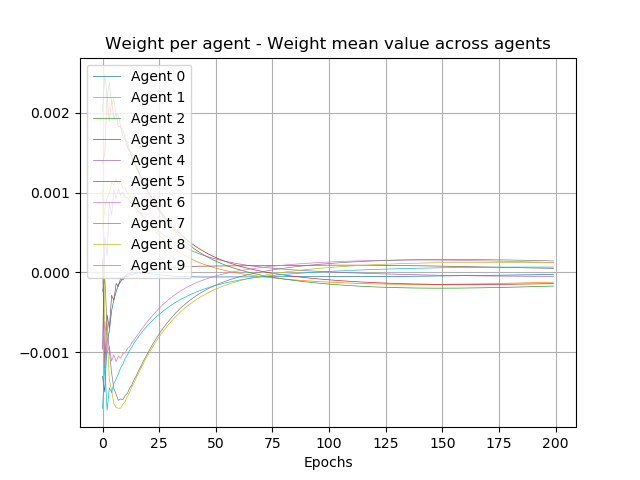 Weight per agent - Weight mean value across agents
Agent 0
Agent 1
Agent 2
Agent 3
Agent 4
Agent 5
Agent 6
Agent 7
Agent 8
Agent 9
0.002
0.001
0.000
−0.001
0 25 50 75 100 125 150 175 200
Epochs